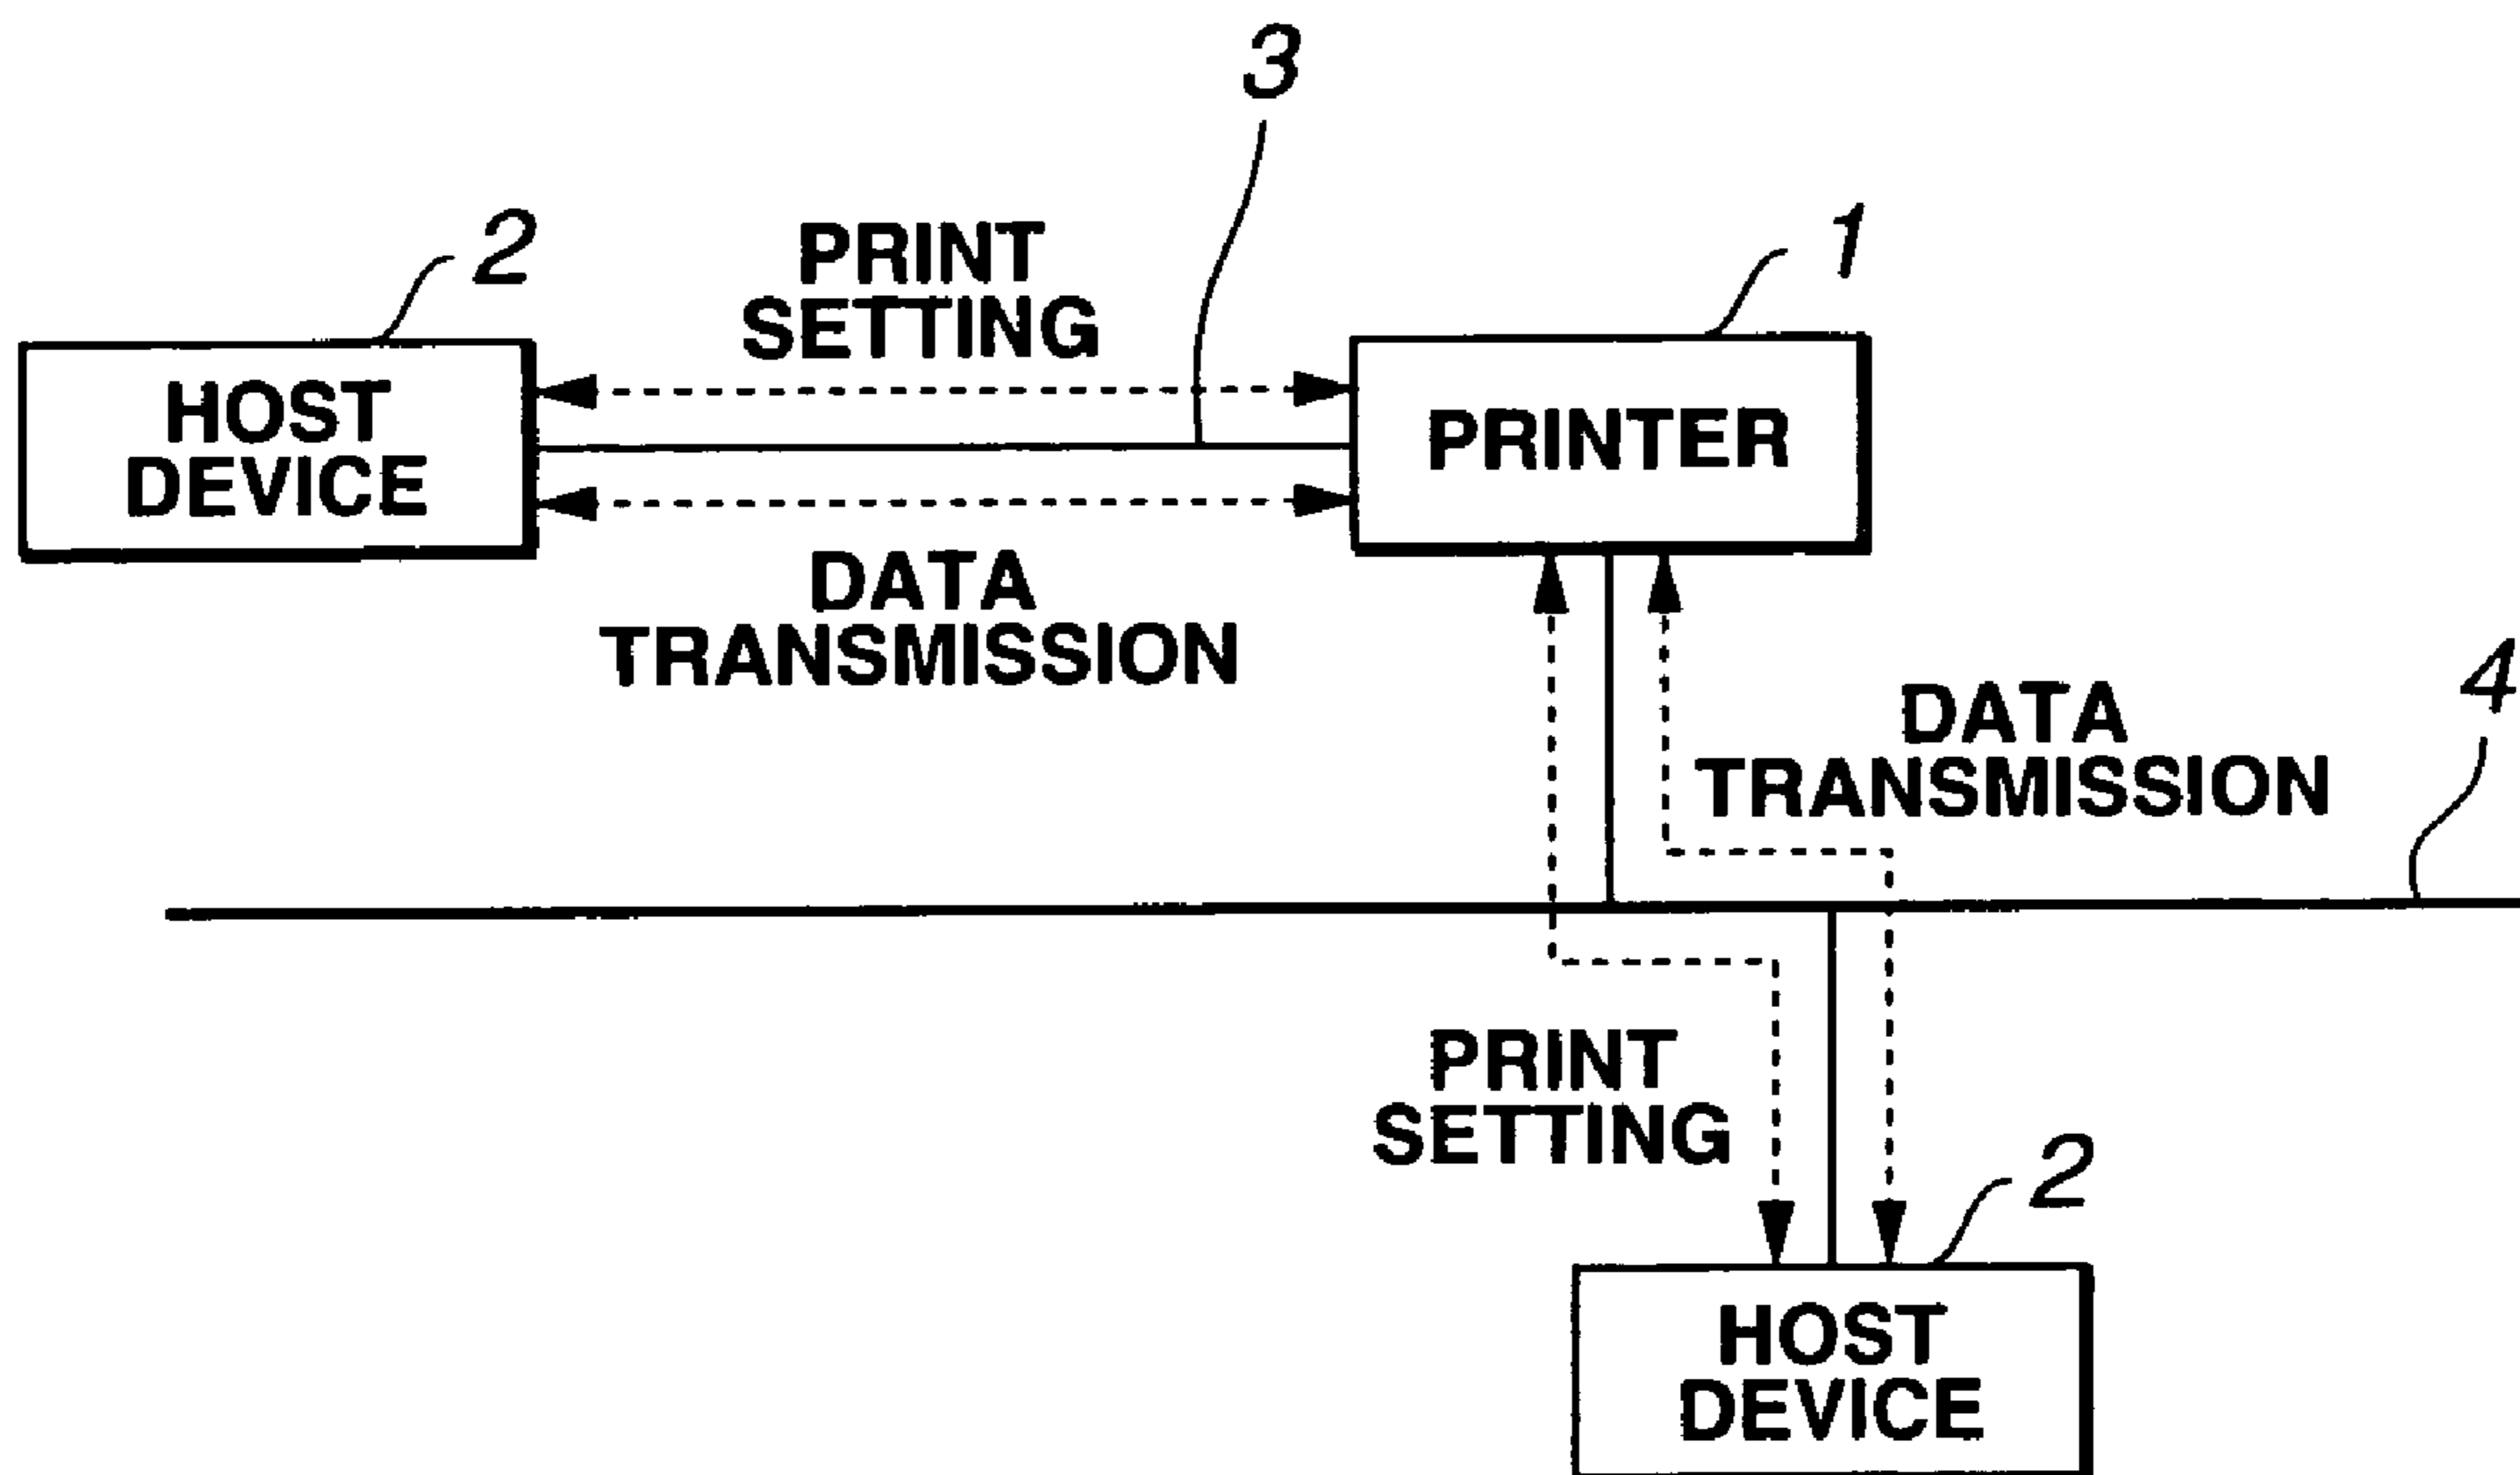 3
2
PRINT
SETTING
1
HOST
DEVICE
PRINTER
DATA
TRANSMISSION
4
DATA
TRANSMISSION
PRINT
SETTING
2
HOST
DEVICE